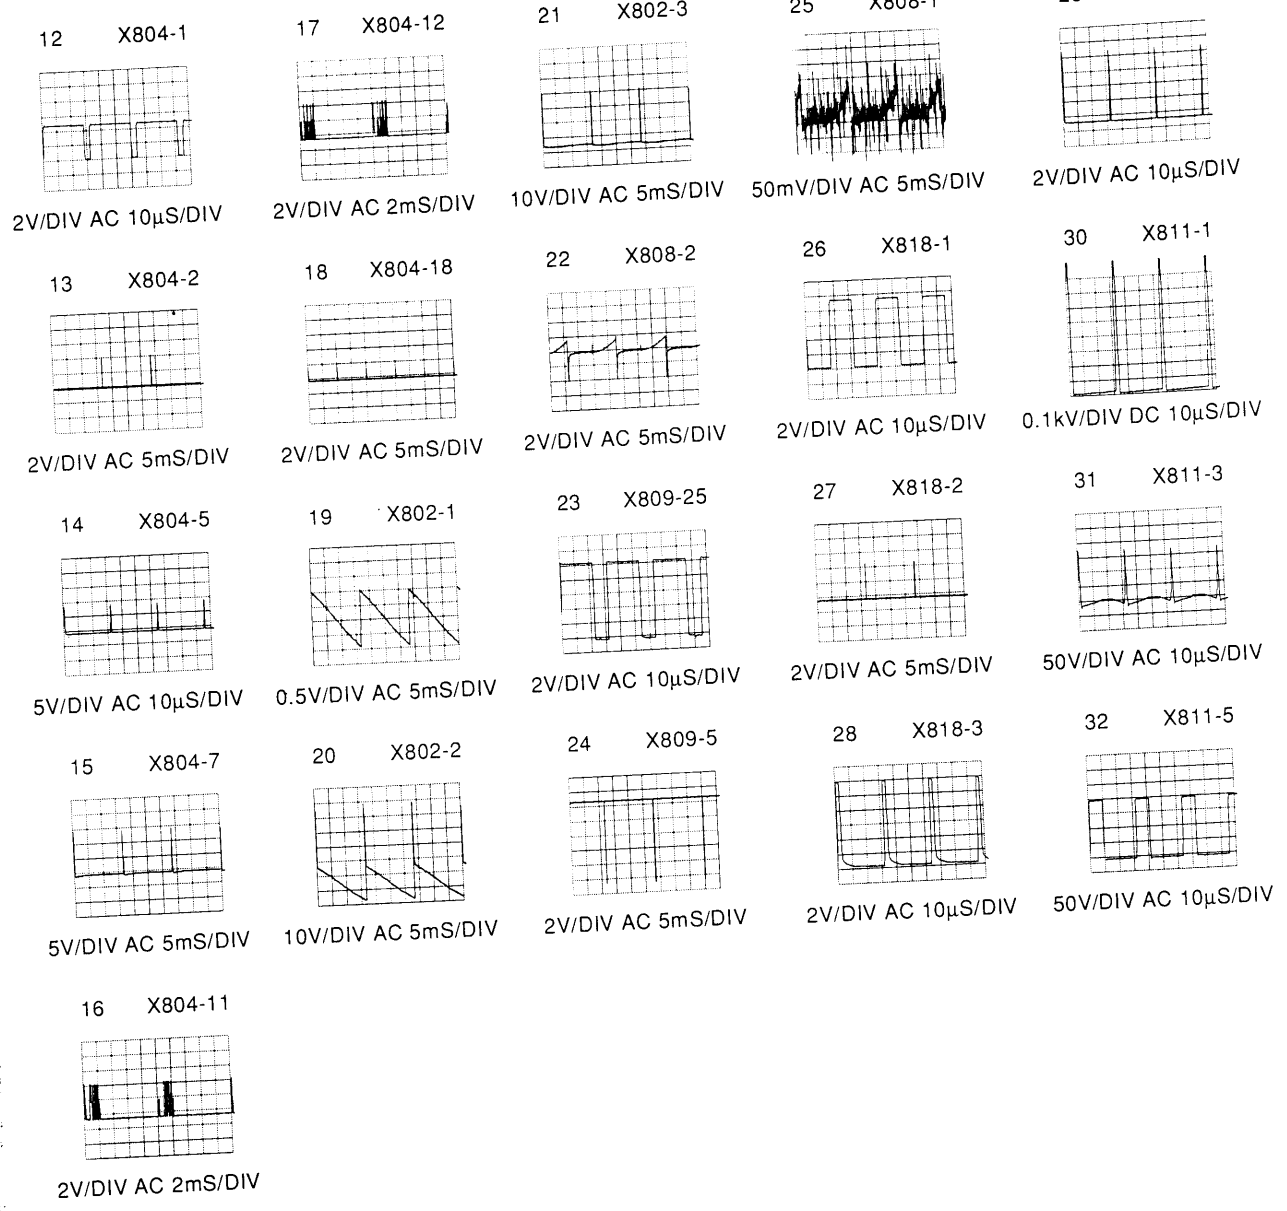 12 X804-1
2V/DIV AC 10µS/DIV
13 X804-2
2V/DIV AC 5mS/DIV
14 X804-5
5V/DIV AC 10µS/DIV
15 X804-7
5V/DIV AC 5mS/DIV
16 X804-11
2V/DIV AC 2mS/DIV
17 X804-12
2V/DIV AC 2mS/DIV
18 X804-18
2V/DIV AC 5mS/DIV
19 X802-1
0.5V/DIV AC 5mS/DIV
20 X802-2
10V/DIV AC 5mS/DIV
21 X802-3
10V/DIV AC 5mS/DIV
22 X808-2
2V/DIV AC 5mS/DIV
23 X809-25
2V/DIV AC 10µS/DIV
24 X809-5
2V/DIV AC 5mS/DIV
25 X808-1
50mV/DIV AC 5mS/DIV
26 X818-1
2V/DIV AC 10µS/DIV
27 X818-2
2V/DIV AC 5mS/DIV
28 X818-3
2V/DIV AC 10µS/DIV
2V/DIV AC 10µS/DIV
30 X811-1
0.1kV/DIV DC 10µS/DIV
31 X811-3
50V/DIV AC 10µS/DIV
32 X811-5
50V/DIV AC 10µS/DIV